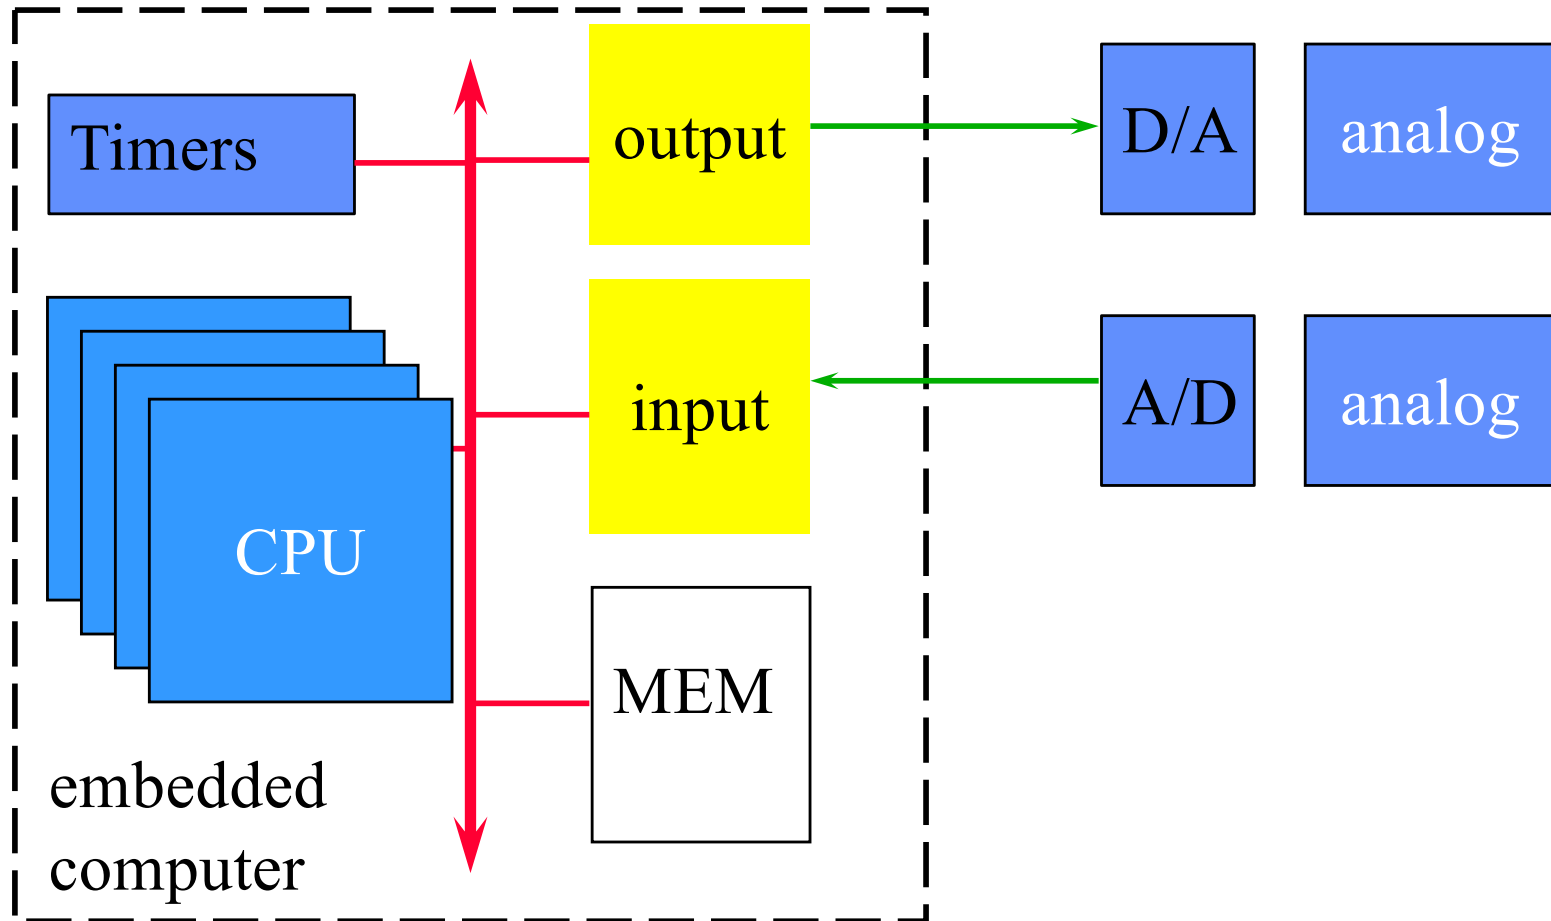 Timers
output
D/A
analog
input
A/D
analog
CPU
MEM
embedded
computer